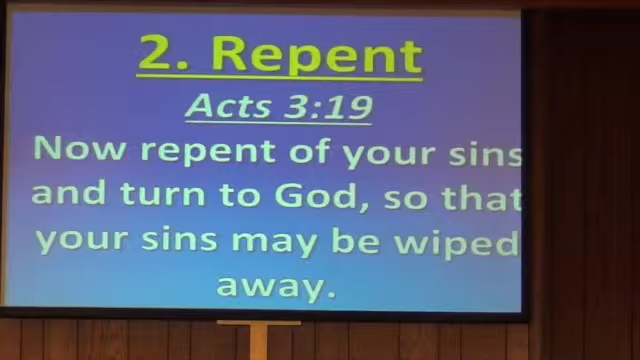 2. Repent
Acts 3:19
Now repent of your sins
and turn to God, so that
your sins may be wiped
away.